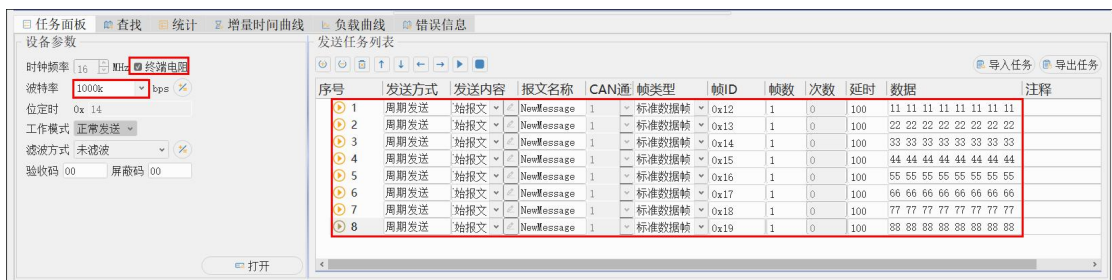 任务面板 查找 统计 增量时间曲线 负载曲线 错误信息
设备参数
时钟频率 16 MHz 终端电阻
波特率 1000k bps
位定时 0x 14
工作模式 正常发送
滤波方式 未滤波
验收码 00 屏蔽码 00
打开
发送任务列表
导入任务 导出任务
序号 发送方式 发送内容 报文名称 CAN通 帧类型 帧ID 帧数 次数 延时 数据 注释
1 周期发送 始报文 NewMessage 1 标准数据帧 0x12 1 0 100 11 11 11 11 11 11 11 11
2 周期发送 始报文 NewMessage 1 标准数据帧 0x13 1 0 100 22 22 22 22 22 22 22 22
3 周期发送 始报文 NewMessage 1 标准数据帧 0x14 1 0 100 33 33 33 33 33 33 33 33
4 周期发送 始报文 NewMessage 1 标准数据帧 0x15 1 0 100 44 44 44 44 44 44 44 44
5 周期发送 始报文 NewMessage 1 标准数据帧 0x16 1 0 100 55 55 55 55 55 55 55 55
6 周期发送 始报文 NewMessage 1 标准数据帧 0x17 1 0 100 66 66 66 66 66 66 66 66
7 周期发送 始报文 NewMessage 1 标准数据帧 0x18 1 0 100 77 77 77 77 77 77 77 77
8 周期发送 始报文 NewMessage 1 标准数据帧 0x19 1 0 100 88 88 88 88 88 88 88 88